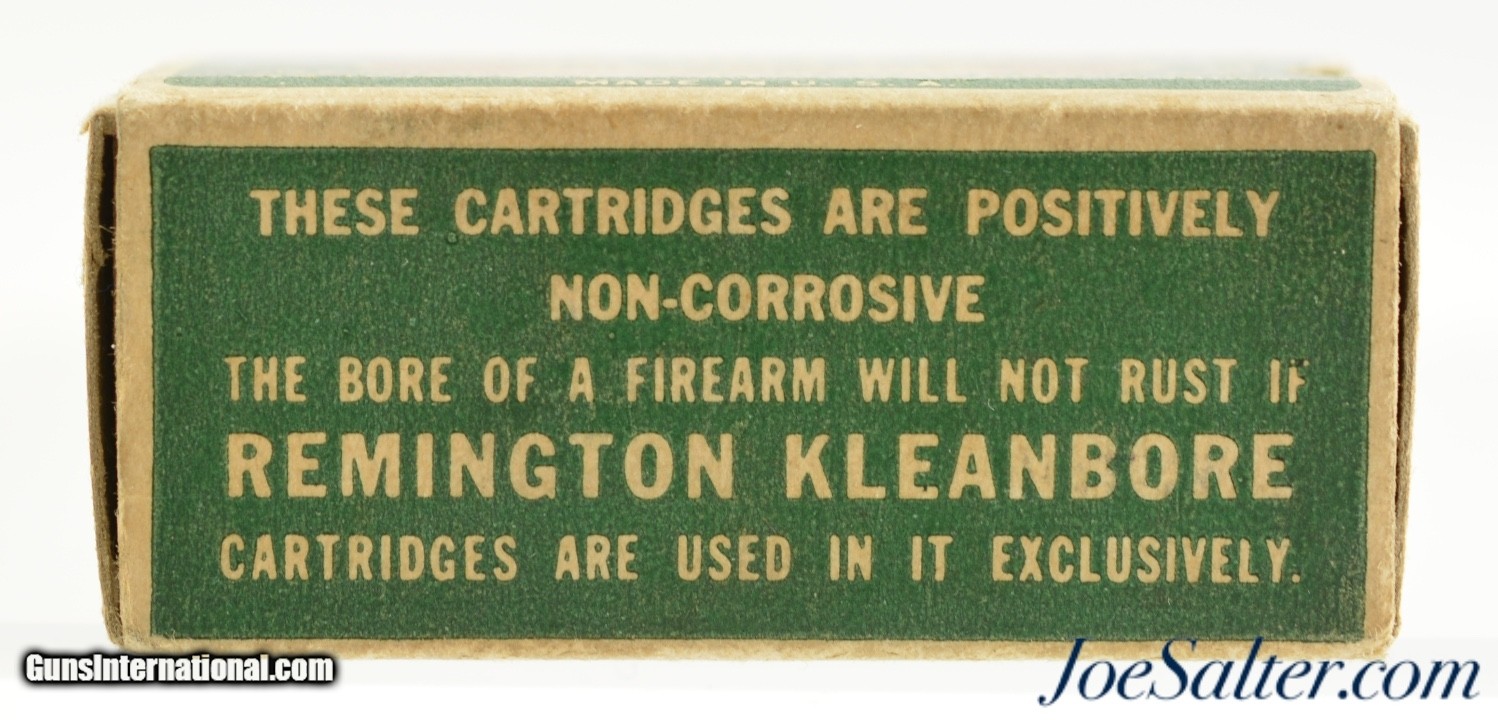 MADE IN U. S. A.
THESE CARTRIDGES ARE POSITIVELY
NON-CORROSIVE
THE BORE OF A FIREARM WILL NOT RUST IF
REMINGTON KLEANBORE
CARTRIDGES ARE USED IN IT EXCLUSIVELY.
GunsInternational.com
JoeSalter.com